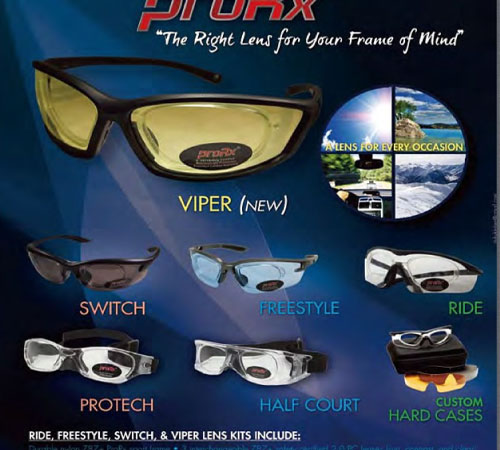 proRx
"The Right Lens for Your Frame of Mind"
A LENS FOR EVERY OCCASION
proRx
VIPER (NEW)
SWITCH
FREESTYLE
RIDE
PROTECH
HALF COURT
CUSTOM
HARD CASES
RIDE, FREESTYLE, SWITCH, & VIPER LENS KITS INCLUDE: